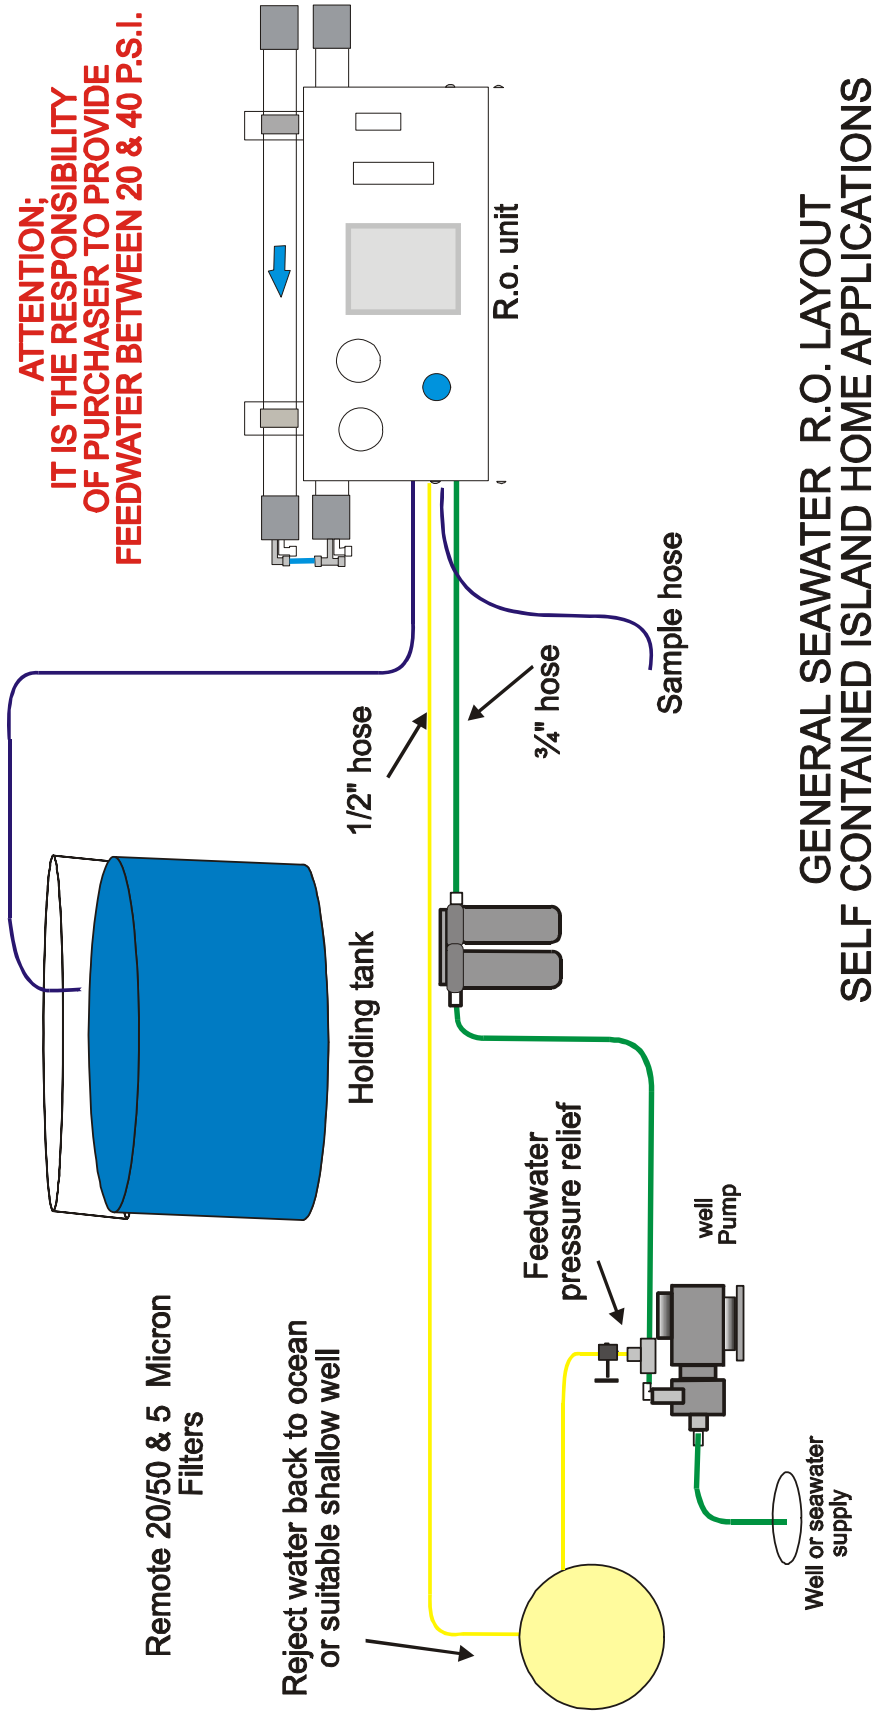 ATTENTION;
IT IS THE RESPONSIBILITY
OF PURCHASER TO PROVIDE
FEEDWATER BETWEEN 20 & 40 P.S.I.
R.o. unit
1/2" hose
¾" hose
Sample hose
Holding tank
Remote 20/50 & 5 Micron
Filters
Feedwater
pressure relief
Reject water back to ocean
or suitable shallow well
well
Pump
Well or seawater
supply
GENERAL SEAWATER R.O. LAYOUT
SELF CONTAINED ISLAND HOME APPLICATIONS